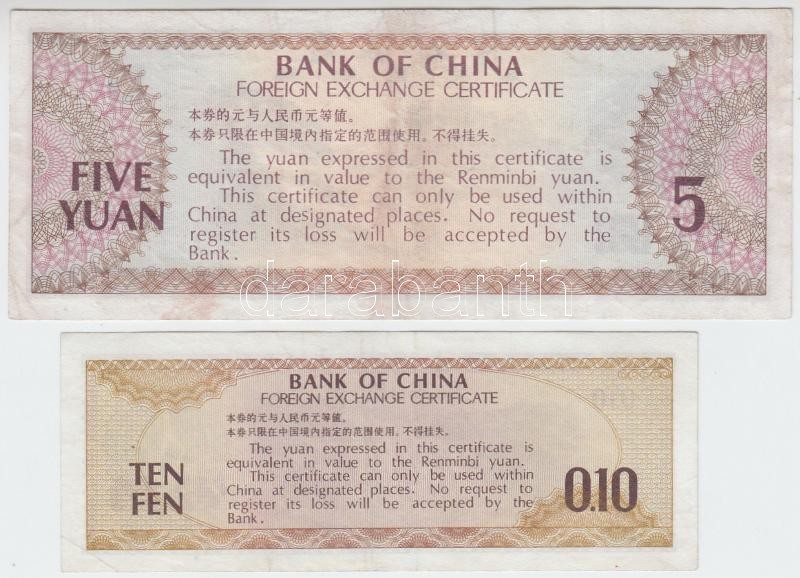 BANK OF CHINA
FOREIGN EXCHANGE CERTIFICATE
本券的元与人民币元等值。
本券只限在中国境内指定的范围使用。不得挂失。
The yuan expressed in this certificate is
equivalent in value to the Renminbi yuan.
This certificate can only be used within
China at designated places. No request to
register its loss will be accepted by the
Bank.
FIVE
YUAN
5
darabanth
BANK OF CHINA
FOREIGN EXCHANGE CERTIFICATE
本券的元与人民币元等值。
本券只限在中国境内指定的范围使用。不得挂失。
The yuan expressed in this certificate is
equivalent in value to the Renminbi yuan.
This certificate can only be used within
China at designated places. No request to
register its loss will be accepted by the
Bank.
TEN
FEN
0.10